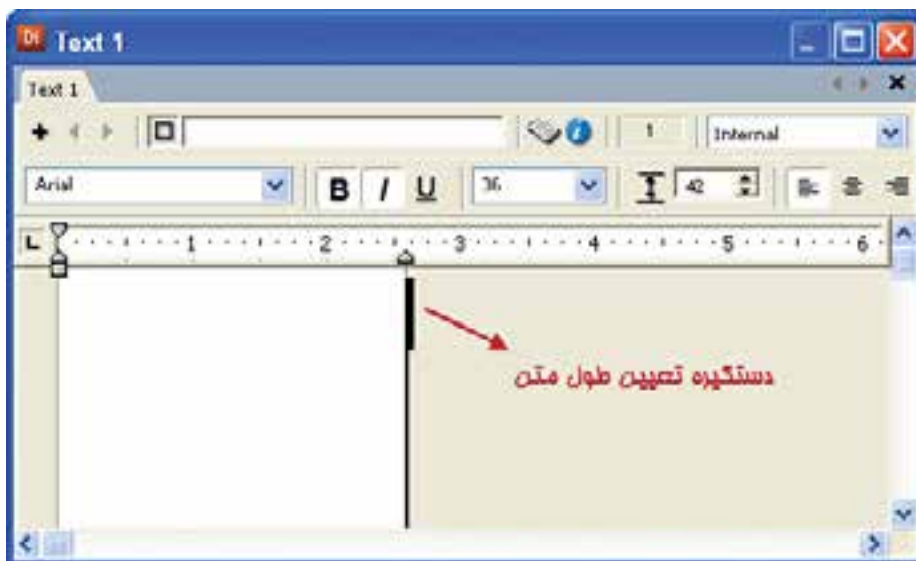 Di Text 1
Text 1
1 Internal
Arial B I U 36 42
L 1 2 3 4 5 6
دستگیره تعیین طول متن